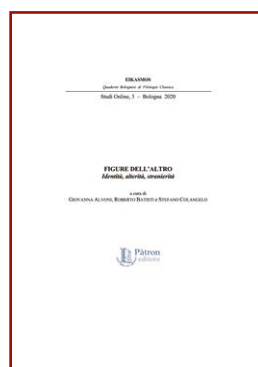 EIKASMOS
Quaderni Bolognesi di Filologia Classica
Studi Online, 3 – Bologna 2020
FIGURE DELL'ALTRO
Identità, alterità, stranierità
a cura di
GIOVANNA ALVONI, ROBERTO BATISTI e STEFANO COLANGELO
Pàtron
editore